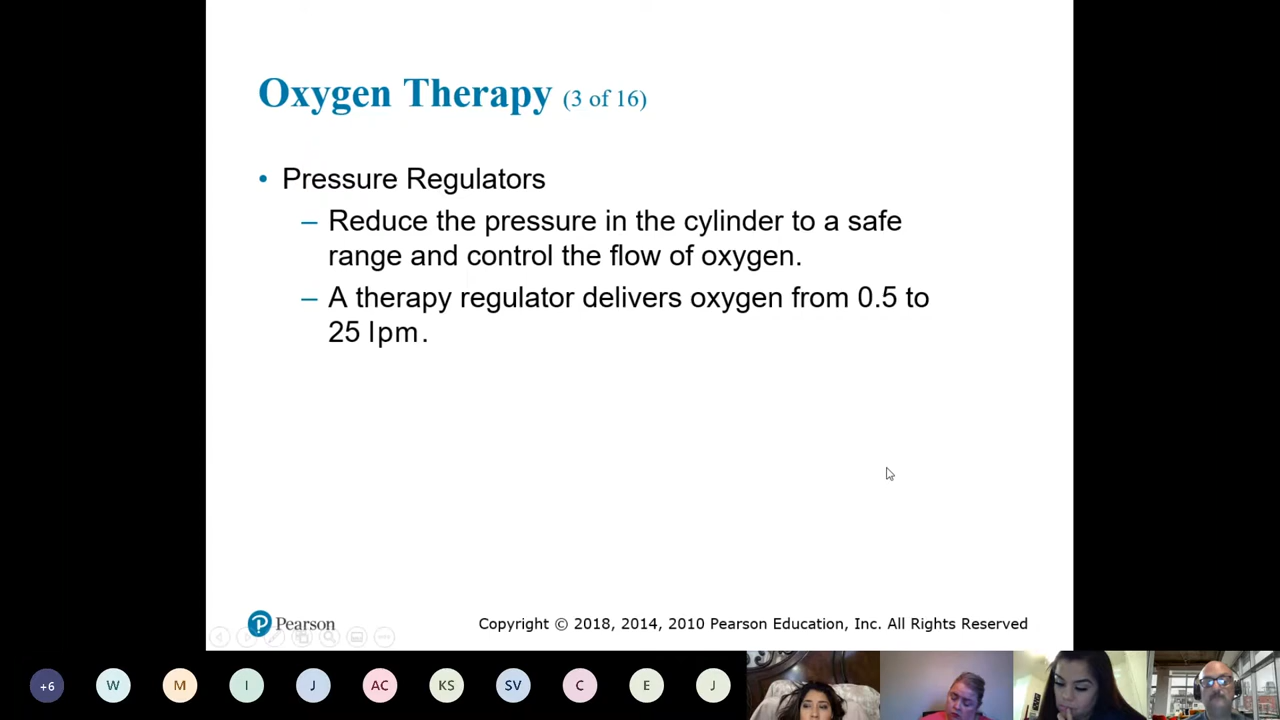 Oxygen Therapy (3 of 16)
• Pressure Regulators
– Reduce the pressure in the cylinder to a safe
range and control the flow of oxygen.
– A therapy regulator delivers oxygen from 0.5 to
25 lpm.
Pearson
Copyright © 2018, 2014, 2010 Pearson Education, Inc. All Rights Reserved
+6 W M I J AC KS SV C E J